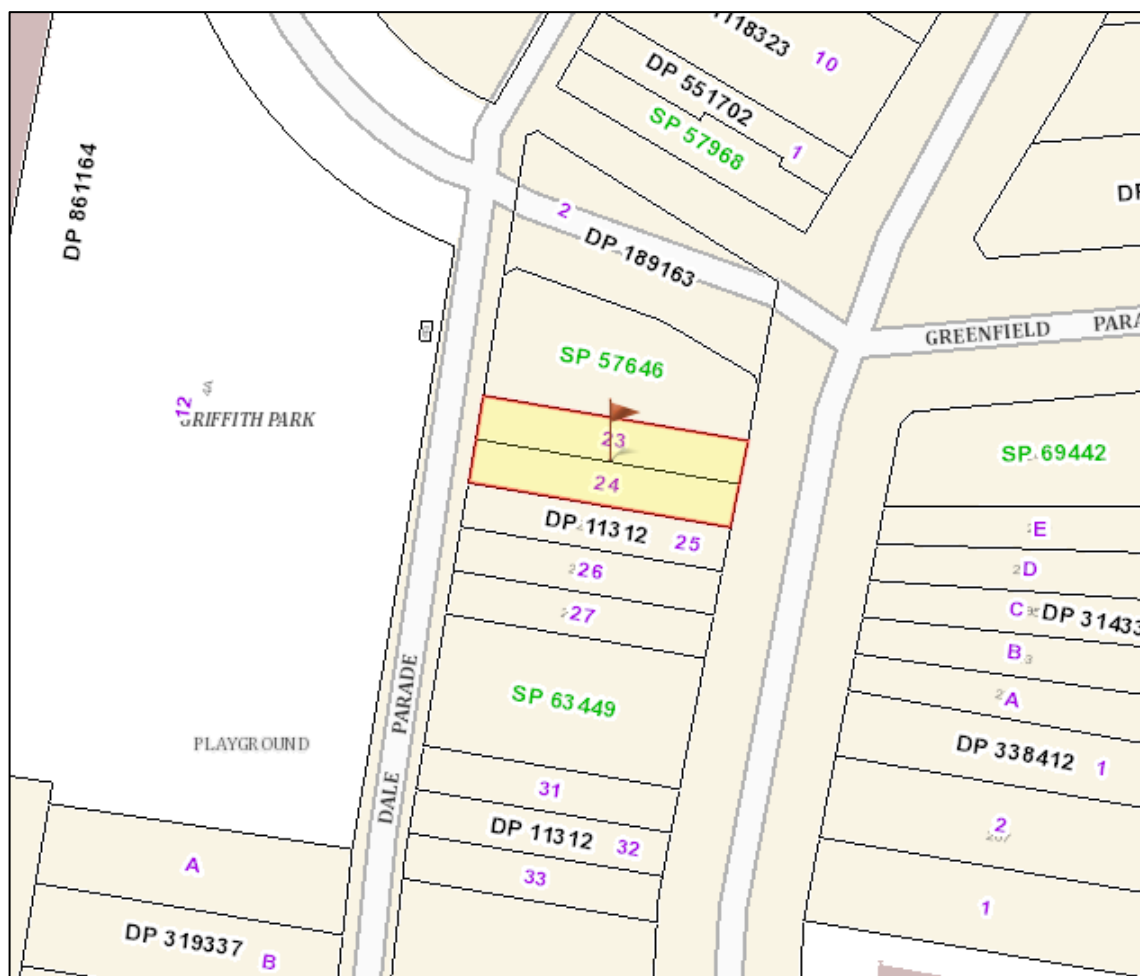 1118323
10
DP 551702
SP 57968
1
DP 861164
2
DP 189163
GREENFIELD PARA
SP 57646
12
GRIFFITH PARK
23
SP 69442
24
DP 11312
25
E
26
D
27
C
DP 31433
B
A
SP 63449
PLAYGROUND
DALE PARADE
DP 338412
1
31
DP 11312
32
2
A
33
1
DP 319337
B